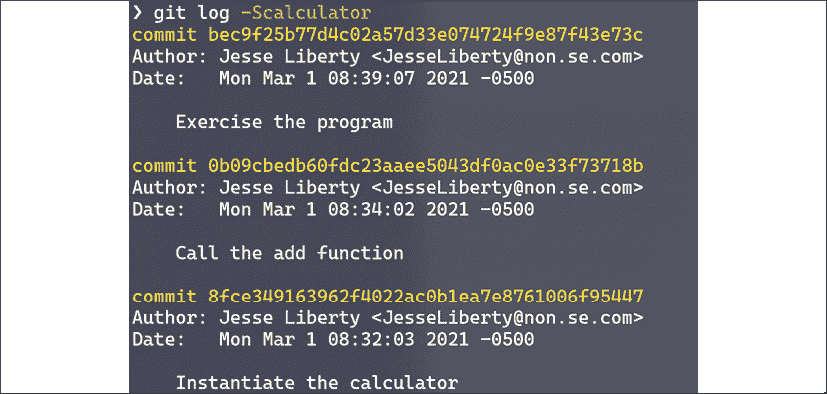 ❯ git log -Scalculator
commit bec9f25b77d4c02a57d33e074724f9e87f43e73c
Author: Jesse Liberty <JesseLiberty@non.se.com>
Date:   Mon Mar 1 08:39:07 2021 -0500
Exercise the program
commit 0b09cbedb60fdc23aaee5043df0ac0e33f73718b
Author: Jesse Liberty <JesseLiberty@non.se.com>
Date:   Mon Mar 1 08:34:02 2021 -0500
Call the add function
commit 8fce349163962f4022ac0b1ea7e8761006f95447
Author: Jesse Liberty <JesseLiberty@non.se.com>
Date:   Mon Mar 1 08:32:03 2021 -0500
Instantiate the calculator